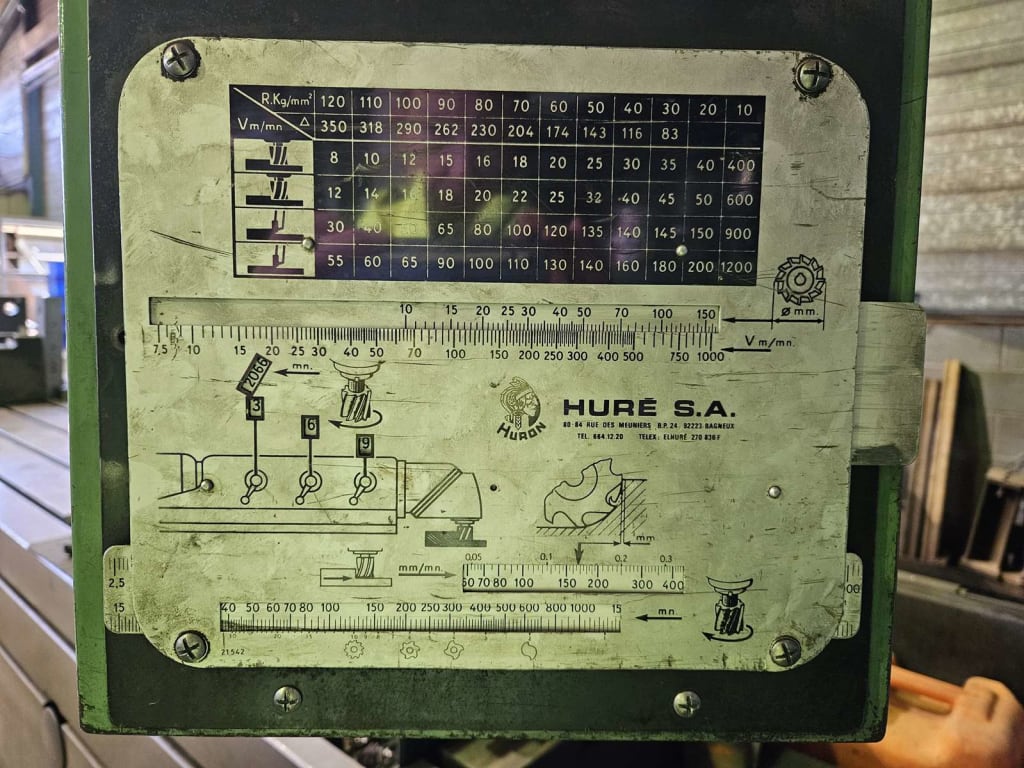 R.Kg/mm² 120 110 100 90 80 70 60 50 40 30 20 10
V m/mn △ 350 318 290 262 230 204 174 143 116 83
8 10 12 15 16 18 20 25 30 35 40 400
12 14 18 20 22 25 32 40 45 50 600
30 40 65 80 100 120 135 140 145 150 900
55 60 65 90 100 110 130 140 160 180 200 1200
10 15 20 25 30 40 50 70 100 150
Ø mm.
V m/mn.
7,5 10 15 20 25 30 40 50 70 100 150 200 250 300 400 500 750 1000
2066 mn.
3
6
9
HURON
HURÉ S.A.
80-84 RUE DES MEUNIERS B.P. 24 92223 BAGNEUX
TEL. 664.12.20 TELEX: ELHURÉ 270 836 F
mm
0,05 0,1 0,2 0,3
mm/mn.
60 70 80 100 150 200 300 400
2,5
15
40 50 60 70 80 100 150 200 250 300 400 500 600 800 1000 15
mn.
00
21.542